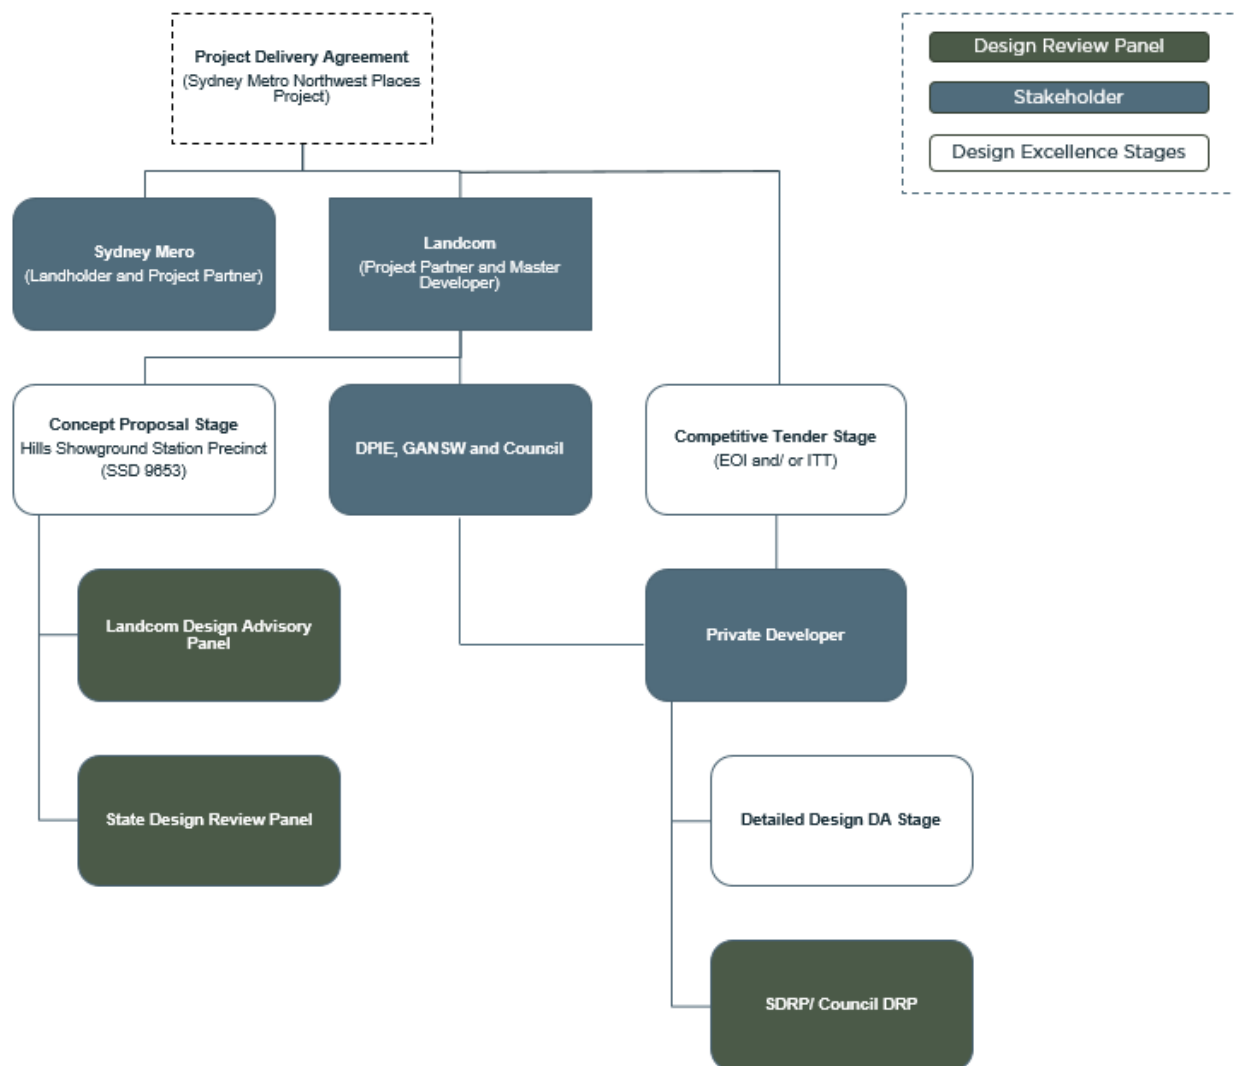 Project Delivery Agreement
(Sydney Metro Northwest Places
Project)
Design Review Panel
Stakeholder
Design Excellence Stages
Sydney Mero
(Landholder and Project Partner)
Landcom
(Project Partner and Master
Developer)
Concept Proposal Stage
Hills Showground Station Precinct
(SSD 9653)
DPIE, GANSW and Council
Competitive Tender Stage
(EOI and/ or ITT)
Landcom Design Advisory
Panel
Private Developer
State Design Review Panel
Detailed Design DA Stage
SDRP/ Council DRP